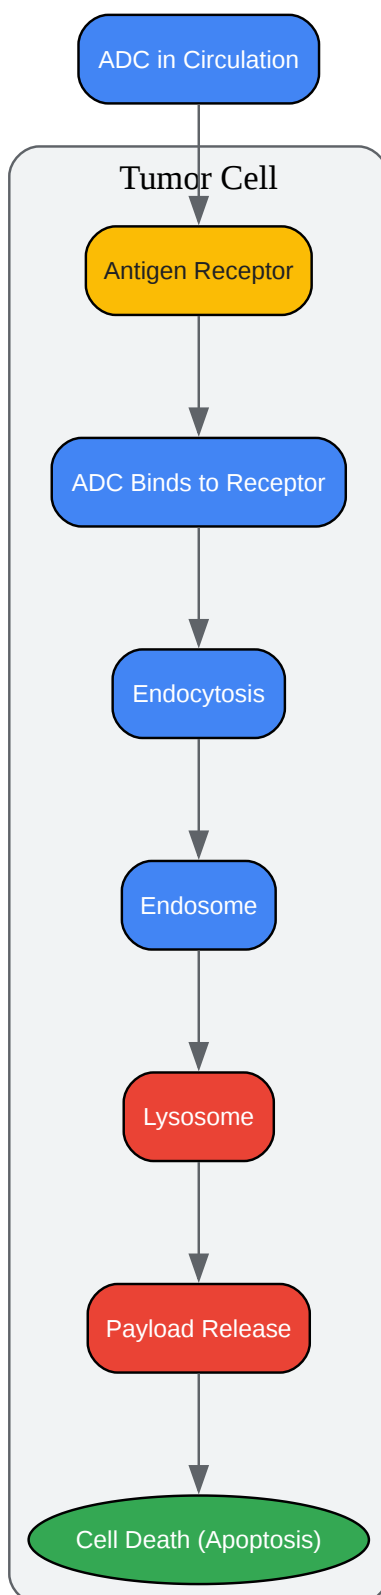 ADC in Circulation
Tumor Cell
Antigen Receptor
ADC Binds to Receptor
Endocytosis
Endosome
Lysosome
Payload Release
Cell Death (Apoptosis)